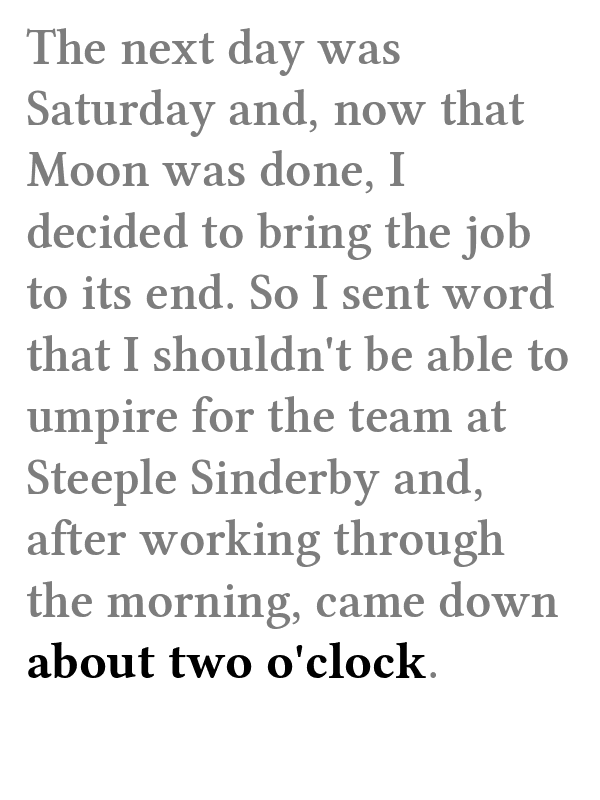 The next day was
Saturday and, now that
Moon was done, I
decided to bring the job
to its end. So I sent word
that I shouldn't be able to
umpire for the team at
Steeple Sinderby and,
after working through
the morning, came down
about two o'clock.